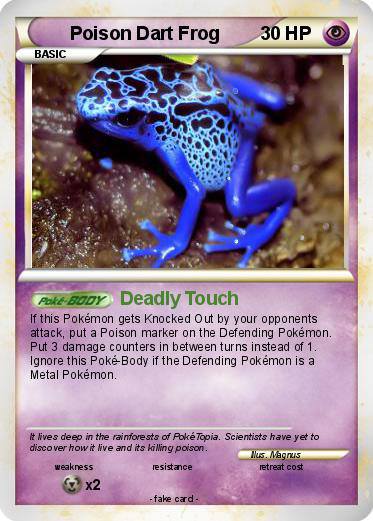 Poison Dart Frog 30 HP
BASIC
Poké-BODY Deadly Touch
If this Pokémon gets Knocked Out by your opponents
attack, put a Poison marker on the Defending Pokémon.
Put 3 damage counters in between turns instead of 1.
Ignore this Poké-Body if the Defending Pokémon is a
Metal Pokémon.
It lives deep in the rainforests of PokéTopia. Scientists have yet to
discover how it live and its killing poison.
Illus. Magnus
weakness resistance retreat cost
x2
- fake card -